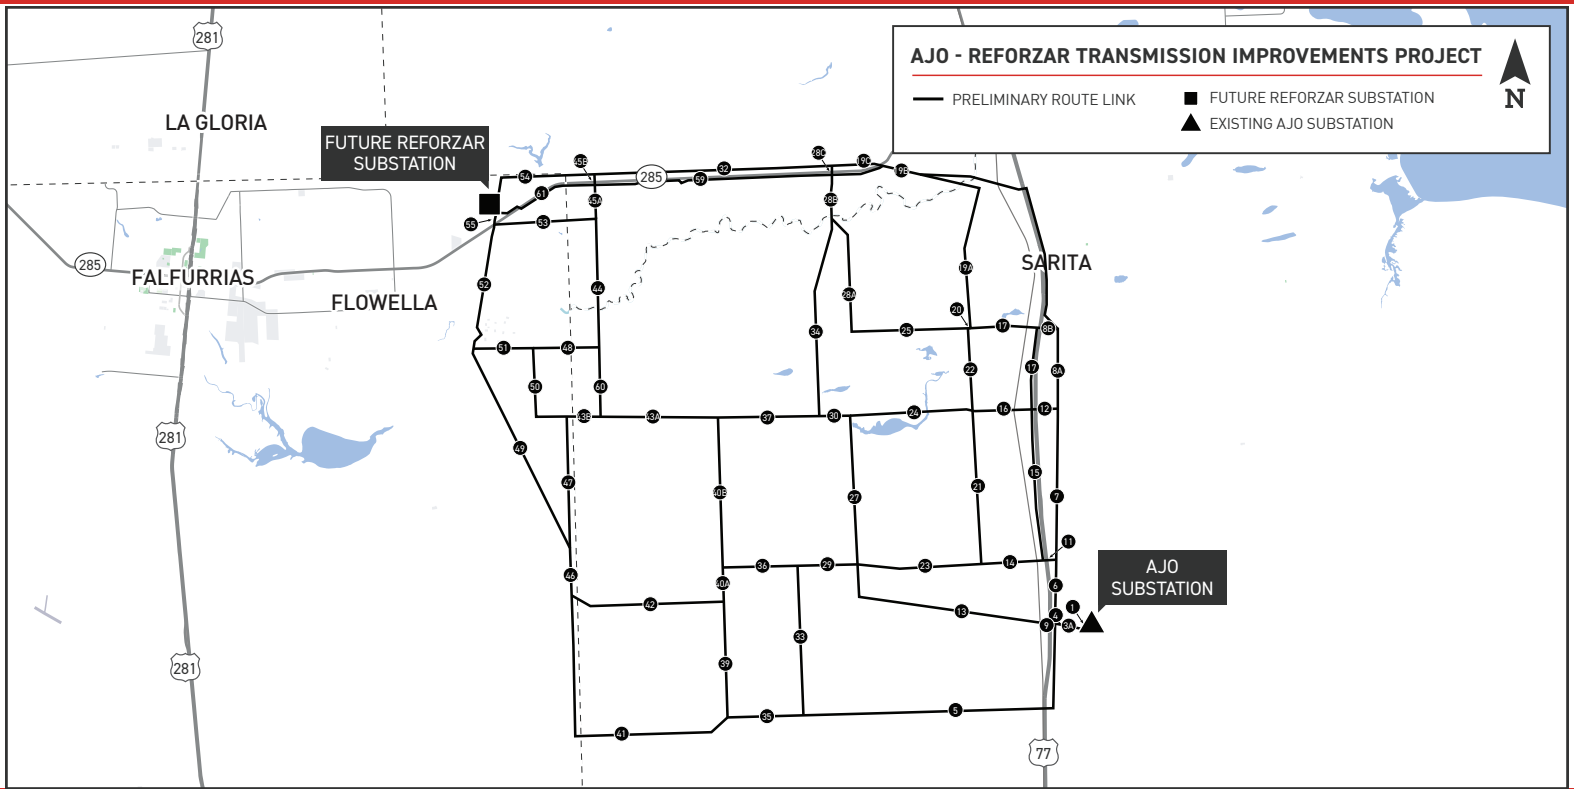 281
AJO - REFORZAR TRANSMISSION IMPROVEMENTS PROJECT
PRELIMINARY ROUTE LINK
FUTURE REFORZAR SUBSTATION
EXISTING AJO SUBSTATION
N
LA GLORIA
FUTURE REFORZAR
SUBSTATION
45B
28C
19C
32
19B
54
285
59
61
45A
28B
55
53
285
FALFURRIAS
FLOWELLA
SARITA
19A
52
44
28A
20
34
25
17
8B
51
48
22
17
8A
50
60
43B
43A
37
30
24
16
12
281
49
47
40B
27
21
15
7
11
36
29
23
14
46
40A
6
AJO
SUBSTATION
42
13
1
4
9
3A
33
39
281
35
5
41
77